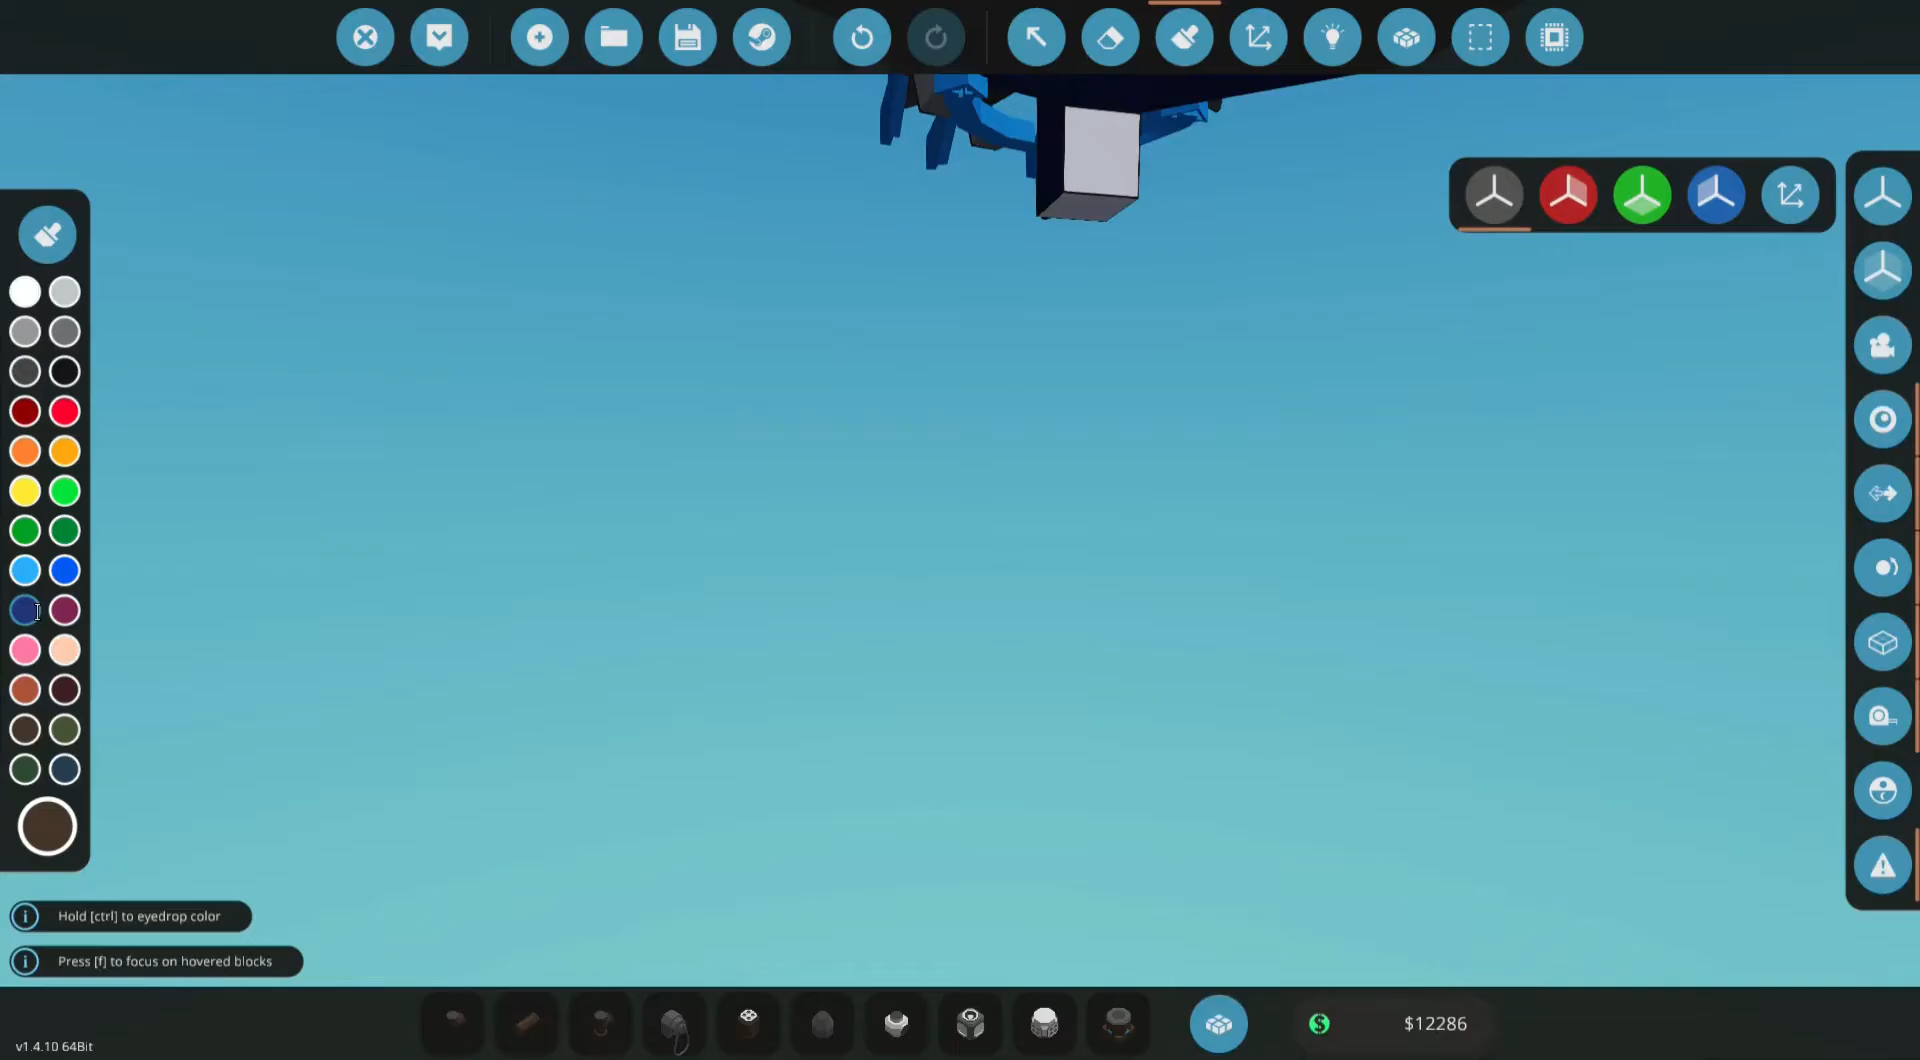 Hold [ctrl] to eyedrop color
Press [f] to focus on hovered blocks
$12286
v1.4.10 64Bit